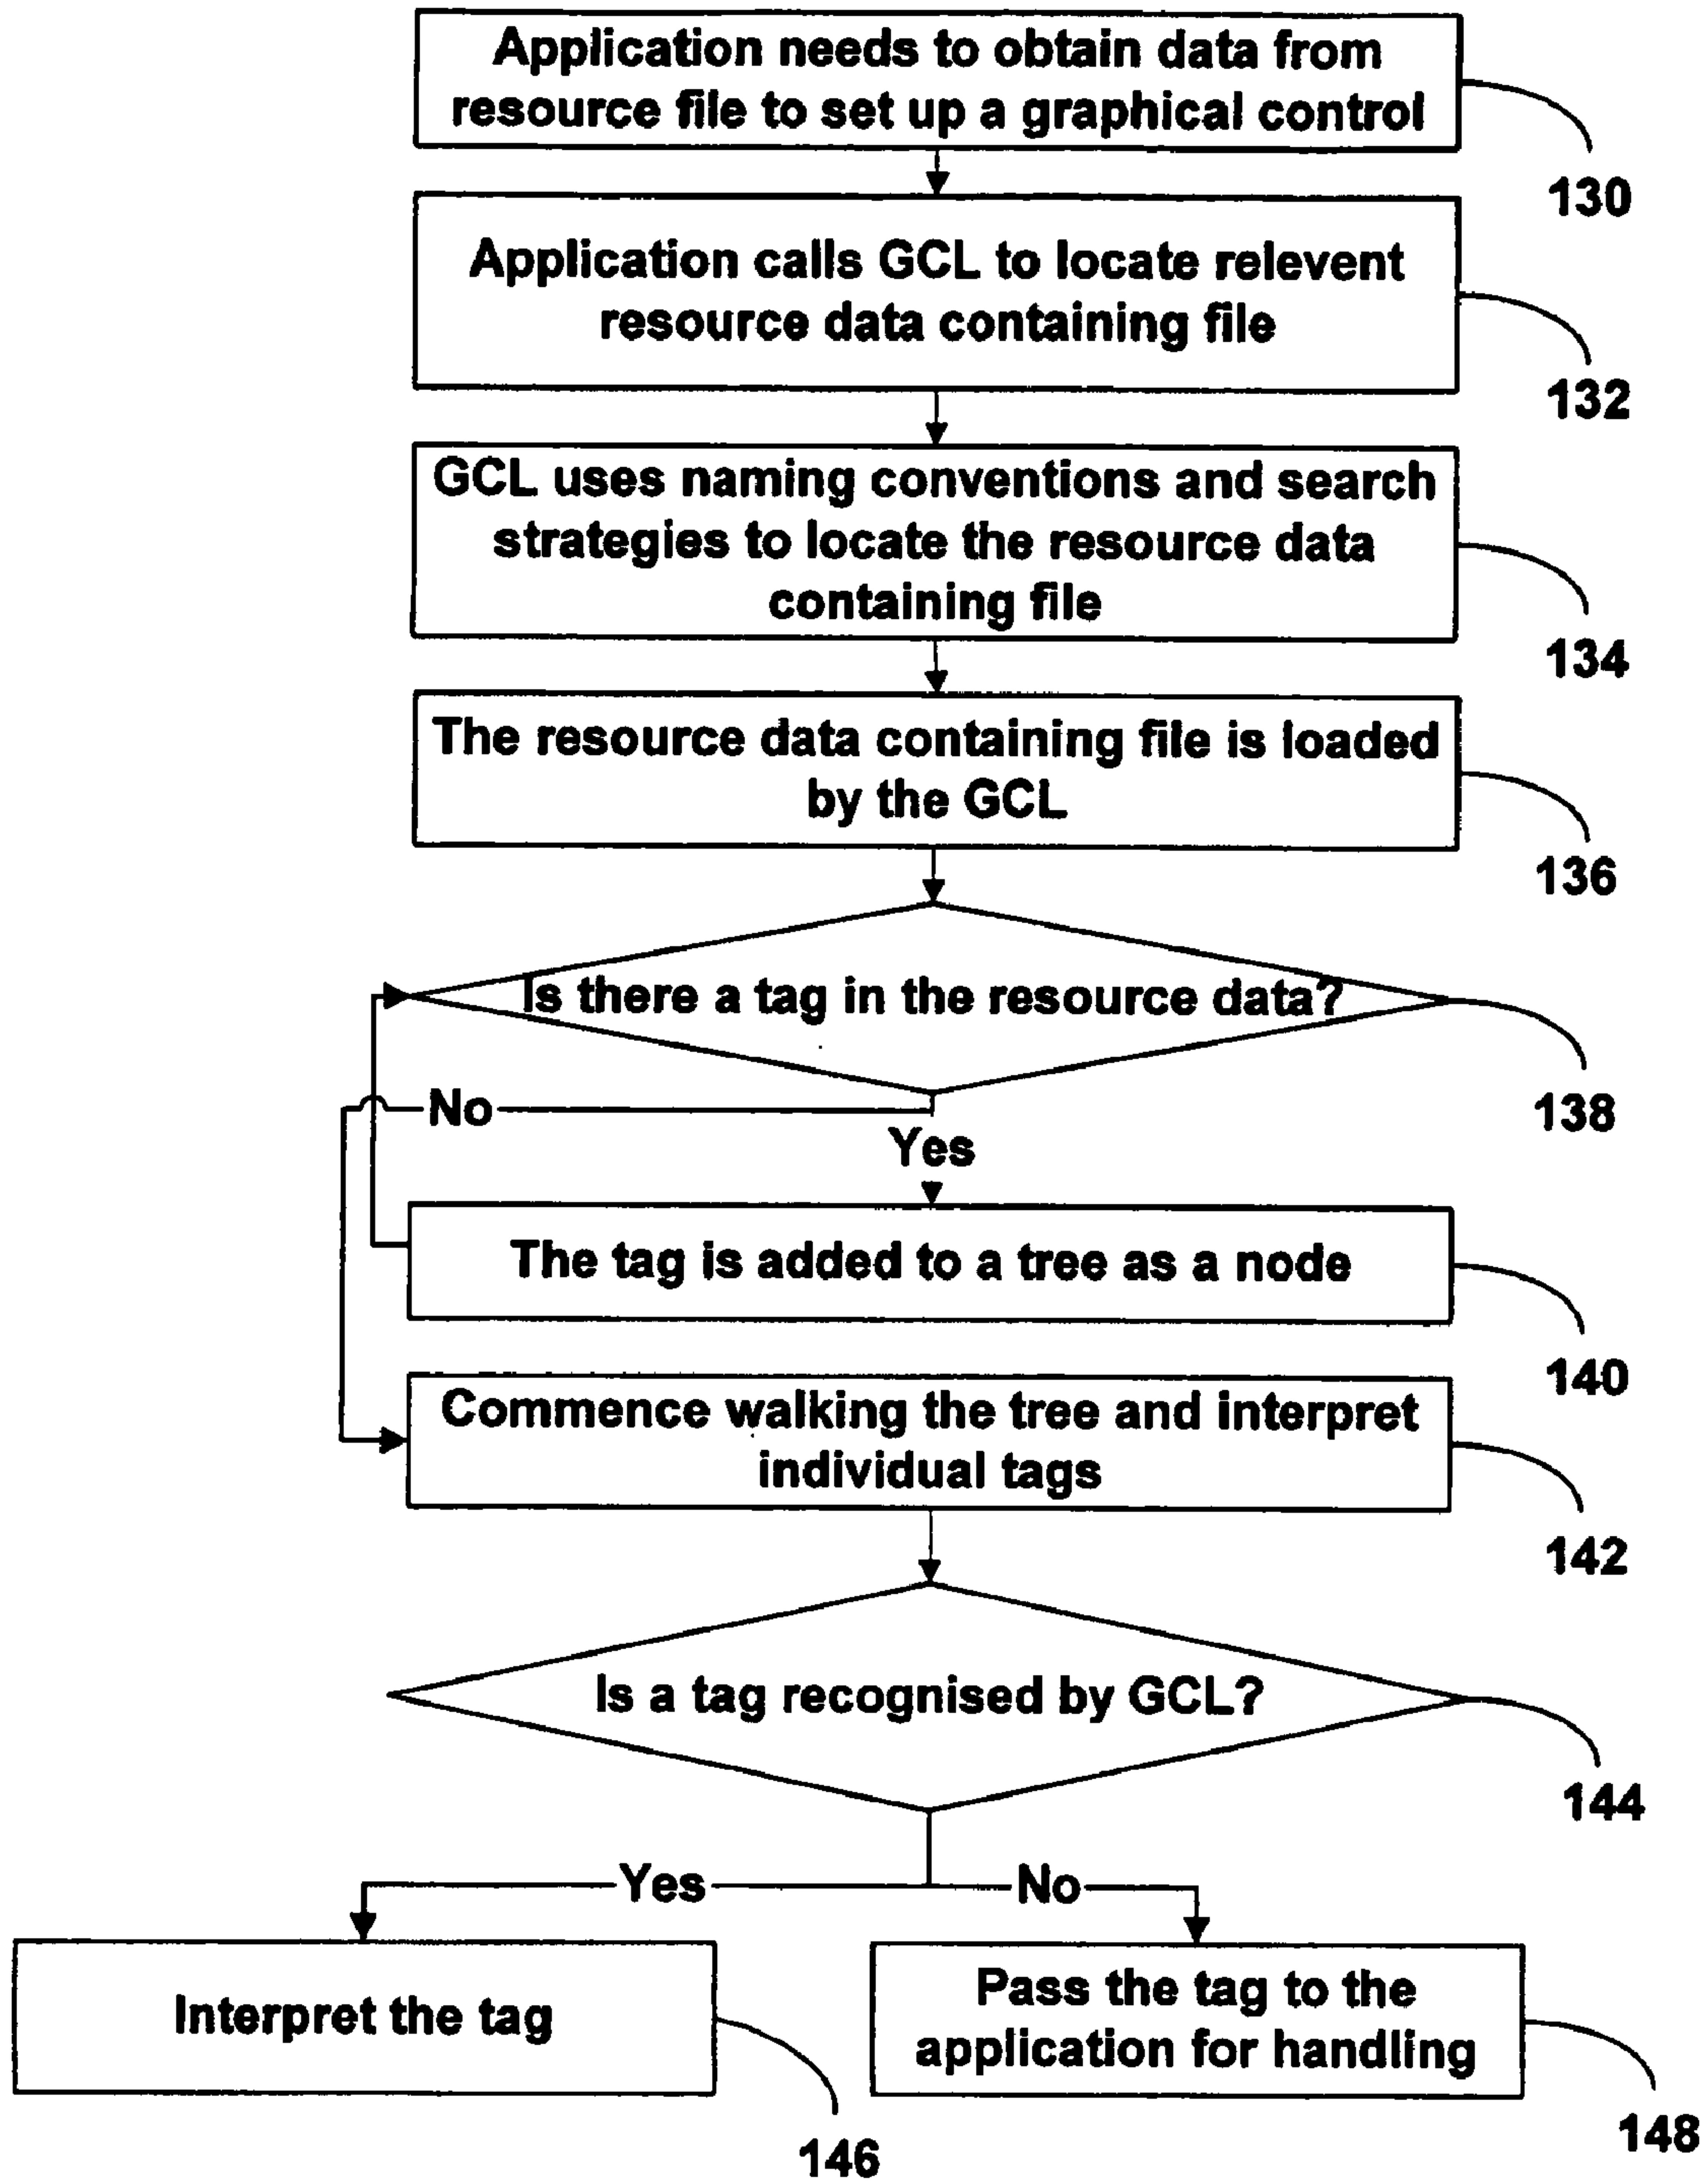 Application needs to obtain data from
resource file to set up a graphical control
130
Application calls GCL to locate relevent
resource data containing file
132
GCL uses naming conventions and search
strategies to locate the resource data
containing file
134
The resource data containing file is loaded
by the GCL
136
Is there a tag in the resource data?
138
No
Yes
The tag is added to a tree as a node
140
Commence walking the tree and interpret
individual tags
142
Is a tag recognised by GCL?
144
Yes
No
Interpret the tag
146
Pass the tag to the
application for handling
148